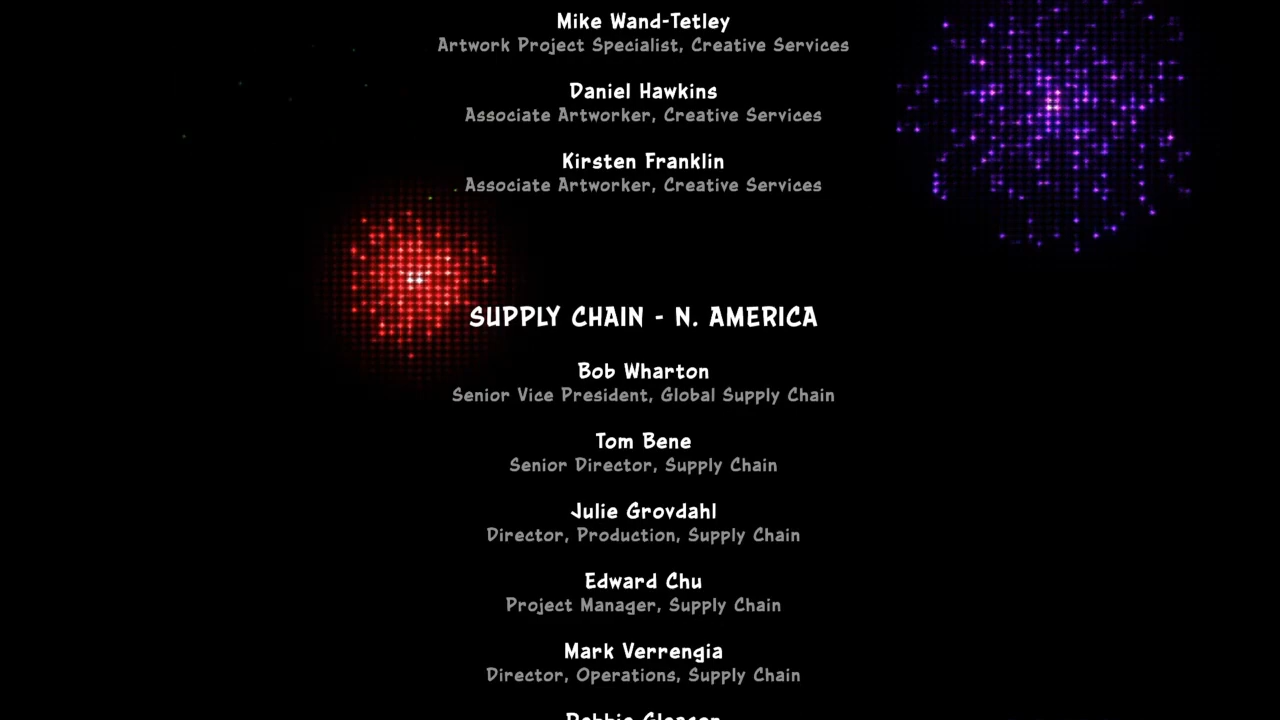 Mike Wand-Tetley
Artwork Project Specialist, Creative Services
Daniel Hawkins
Associate Artworker, Creative Services
Kirsten Franklin
Associate Artworker, Creative Services
SUPPLY CHAIN - N. AMERICA
Bob Wharton
Senior Vice President, Global Supply Chain
Tom Bene
Senior Director, Supply Chain
Julie Grovdahl
Director, Production, Supply Chain
Edward Chu
Project Manager, Supply Chain
Mark Verrengia
Director, Operations, Supply Chain